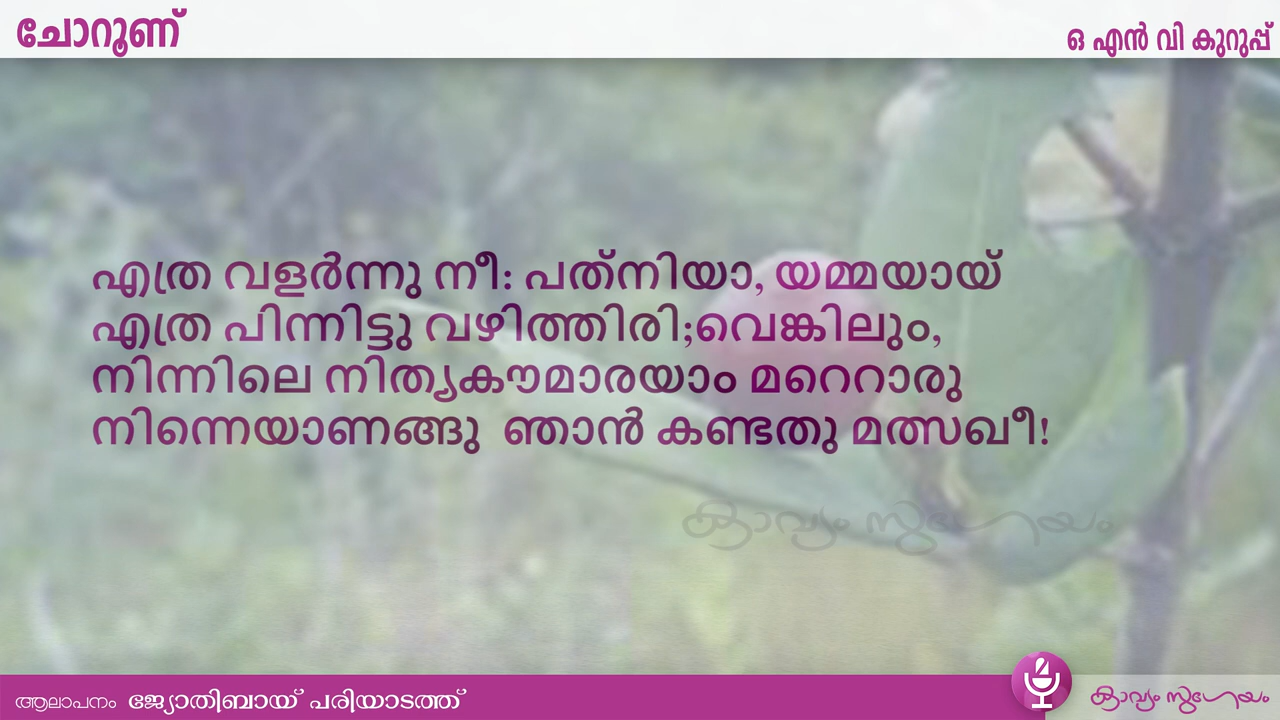 ചോറൂണ്
ഒ എൻ വി കുറുപ്പ്
എത്ര വളർന്നു നീ: പത്നിയാ, യമ്മയായ്
എത്ര പിന്നിട്ടു വഴിത്തിരി;വെങ്കിലും,
നിന്നിലെ നിത്യകൗമാരയാം മറെറാരു
നിന്നെയാണങ്ങു ഞാൻ കണ്ടതു മത്സഖീ!
കാവ്യം സുഗേയം
ആലാപനം ജ്യോതിബായ് പരിയാടത്ത്
കാവ്യം സുഗേയം